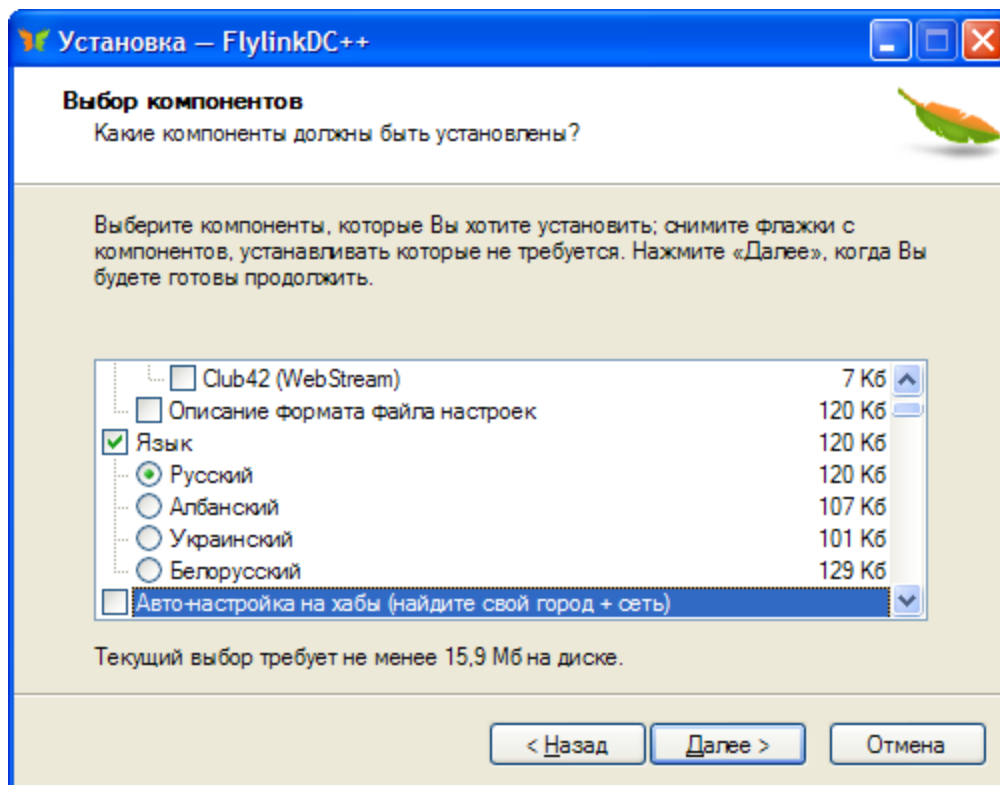 Установка — FlylinkDC++
Выбор компонентов
Какие компоненты должны быть установлены?
Выберите компоненты, которые Вы хотите установить; снимите флажки с
компонентов, устанавливать которые не требуется. Нажмите «Далее», когда Вы
будете готовы продолжить.
Club42 (WebStream) 7 Кб
Описание формата файла настроек 120 Кб
Язык 120 Кб
Русский 120 Кб
Албанский 107 Кб
Украинский 101 Кб
Белорусский 129 Кб
Авто-настройка на хабы (найдите свой город + сеть)
Текущий выбор требует не менее 15,9 Мб на диске.
< Назад Далее > Отмена